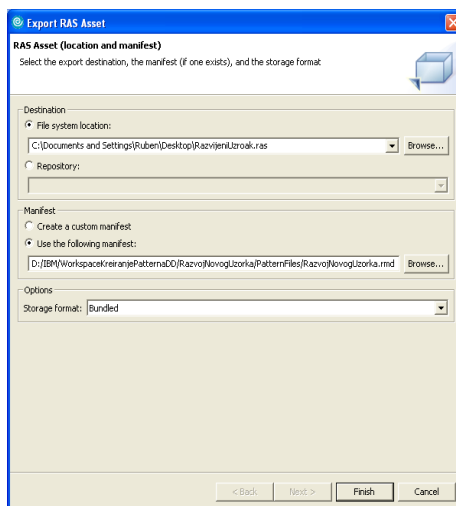 Export RAS Asset
RAS Asset (location and manifest)
Select the export destination, the manifest (if one exists), and the storage format
Destination
File system location:
C:\Documents and Settings\Ruben\Desktop\RazvijeniUzroak.ras
Browse...
Repository:
Manifest
Create a custom manifest
Use the following manifest:
D:/IBM/WorkspaceKreiranjePatternaDD/RazvojNovogUzorka/PatternFiles/RazvojNovogUzorka.rmd
Browse...
Options
Storage format: Bundled
< Back Next > Finish Cancel